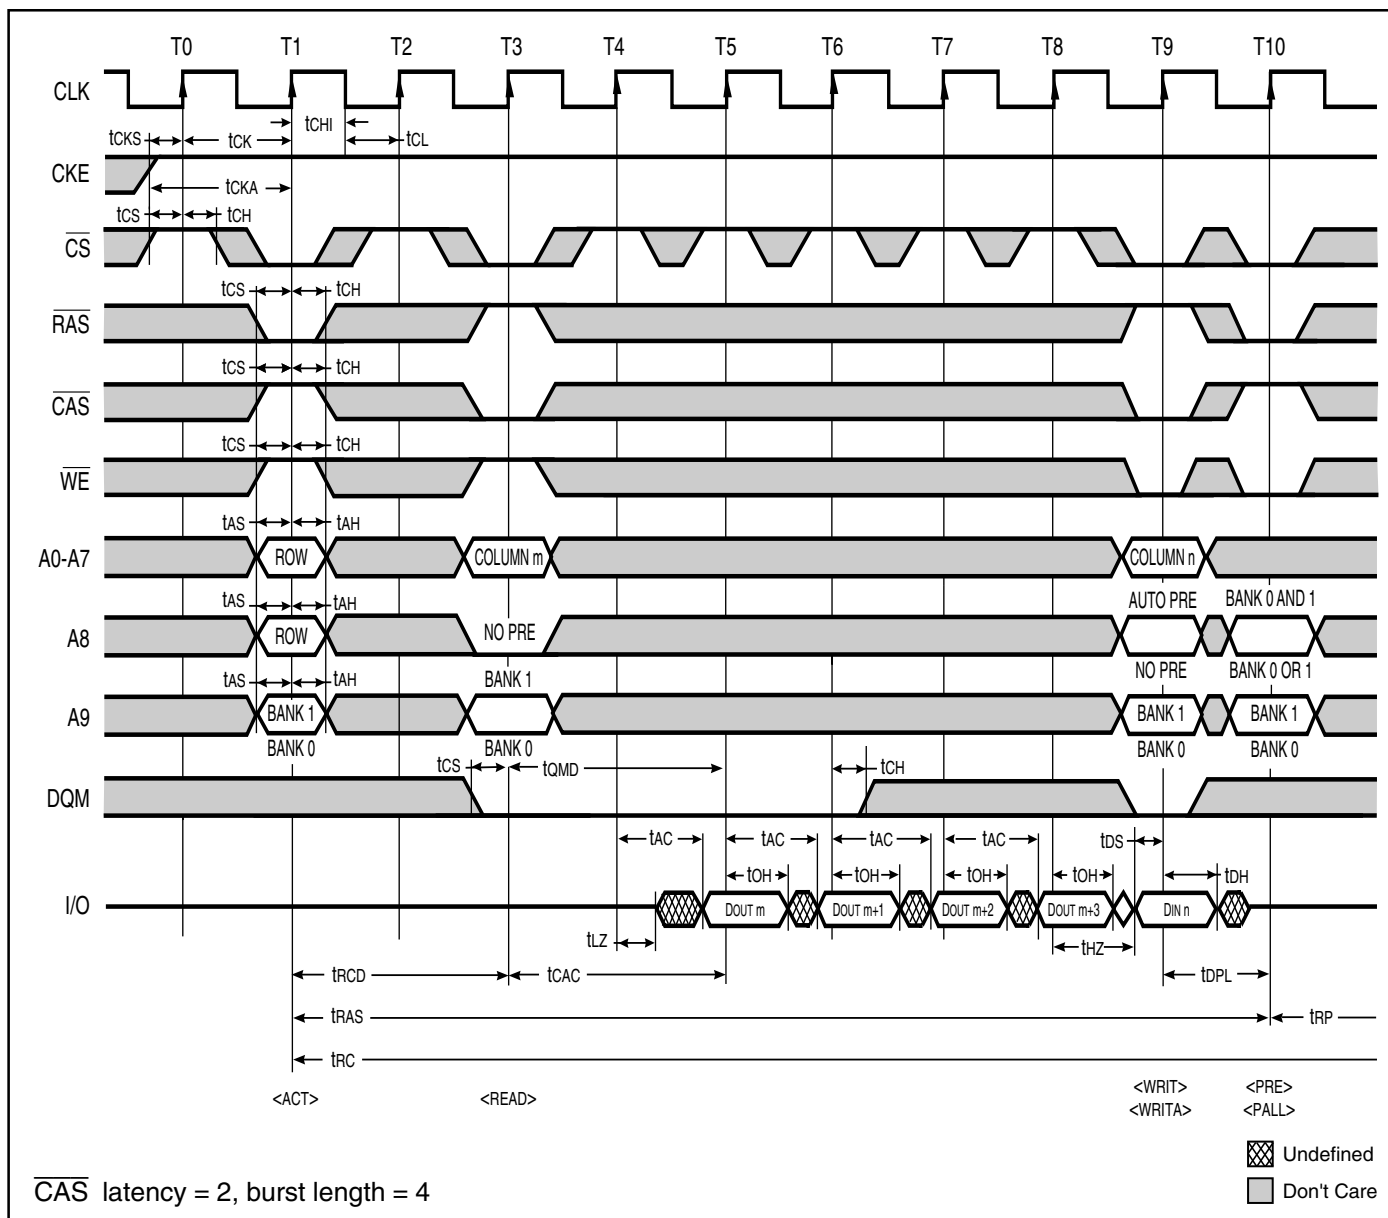 T0 T1 T2 T3 T4 T5 T6 T7 T8 T9 T10
CLK
tCHI
tCKS tCK tCL
CKE
tCKA
tCS tCH
CS
tCS tCH
RAS
tCS tCH
CAS
tCS tCH
WE
tAS tAH
A0-A7 ROW COLUMN m COLUMN n
tAS tAH AUTO PRE BANK 0 AND 1
A8 ROW NO PRE
NO PRE BANK 0 OR 1
tAS tAH BANK 1
A9 BANK 1 BANK 1 BANK 1
BANK 0 BANK 0 BANK 0 BANK 0
tCS tQMD tCH
DQM
tAC tAC tAC tAC tDS
tOH tOH tOH tOH tDH
I/O DOUT m DOUT m+1 DOUT m+2 DOUT m+3 DIN n
tLZ tHZ
tRCD tCAC tDPL
tRAS tRP
tRC
<ACT> <READ> <WRIT> <PRE>
<WRITA> <PALL>
Undefined
CAS latency = 2, burst length = 4 Don't Care